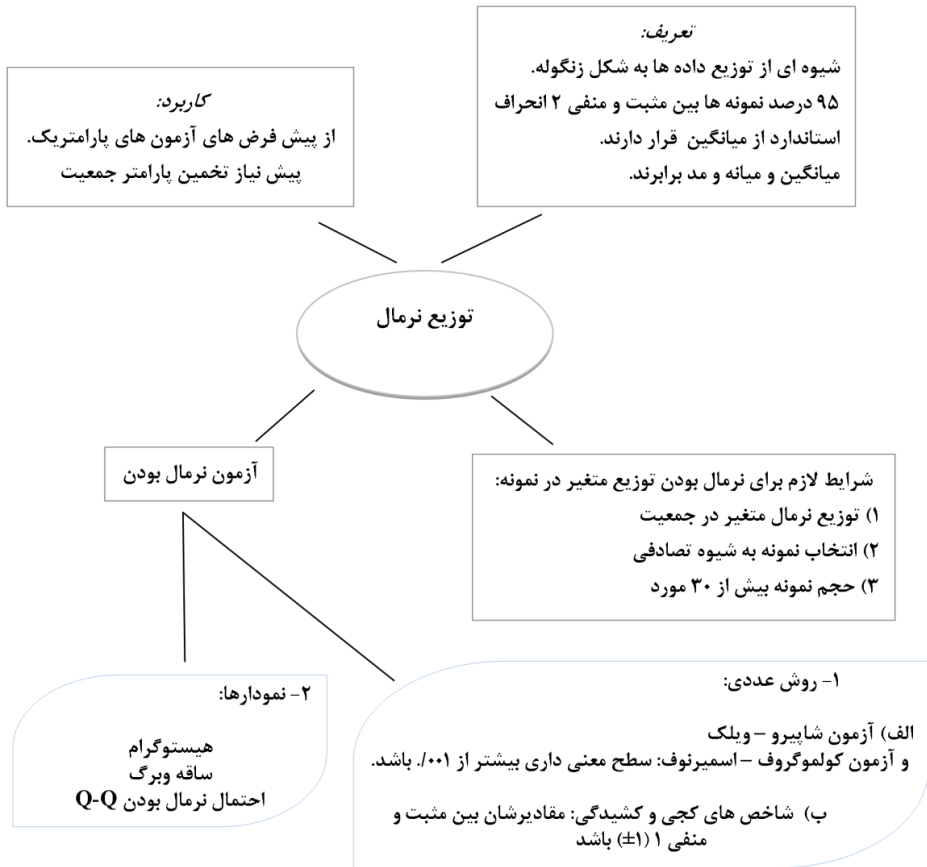 تعریف:
شیوه ای از توزیع داده ها به شکل زنگوله.
۹۵ درصد نمونه ها بین مثبت و منفی ۲ انحراف
استاندارد از میانگین قرار دارند.
میانگین و میانه و مد برابرند.
کاربرد:
از پیش فرض های آزمون های پارامتریک.
پیش نیاز تخمین پارامتر جمعیت
توزیع نرمال
شرایط لازم برای نرمال بودن توزیع متغیر در نمونه:
۱) توزیع نرمال متغیر در جمعیت
۲) انتخاب نمونه به شیوه تصادفی
۳) حجم نمونه بیش از ۳۰ مورد
آزمون نرمال بودن
۱- روش عددی:
الف) آزمون شاپیرو – ویلک
و آزمون کولموگروف – اسمیرنوف: سطح معنی داری بیشتر از ۰۰۱/. باشد.
ب) شاخص های کجی و کشیدگی: مقادیرشان بین مثبت و
منفی ۱ (±۱) باشد
۲- نمودارها:
هیستوگرام
ساقه وبرگ
احتمال نرمال بودن Q-Q